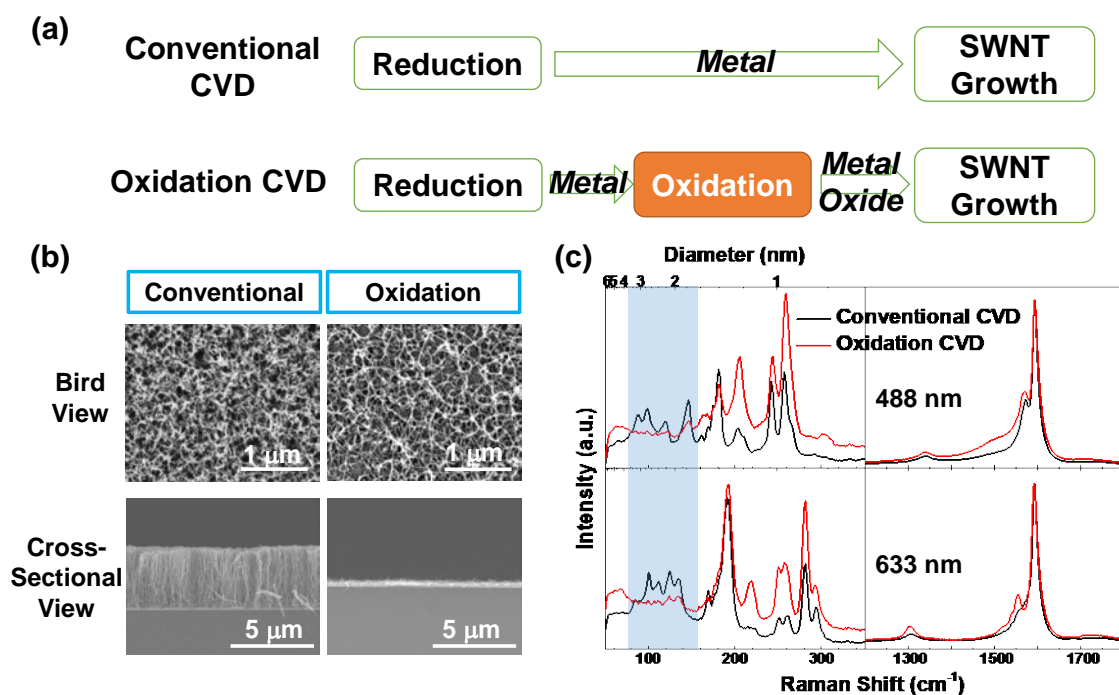 (a)
Conventional
CVD
Reduction
Metal
SWNT
Growth
Oxidation CVD
Reduction
Metal
Oxidation
Metal
Oxide
SWNT
Growth
(b)
Conventional
Oxidation
Bird
View
1 μm
1 μm
Cross-
Sectional
View
5 μm
5 μm
(c)
Diameter (nm)
6 5 4 3 2 1
Conventional CVD
Oxidation CVD
488 nm
633 nm
Intensity (a.u.)
100 200 300 1300 1500 1700
Raman Shift (cm⁻¹)